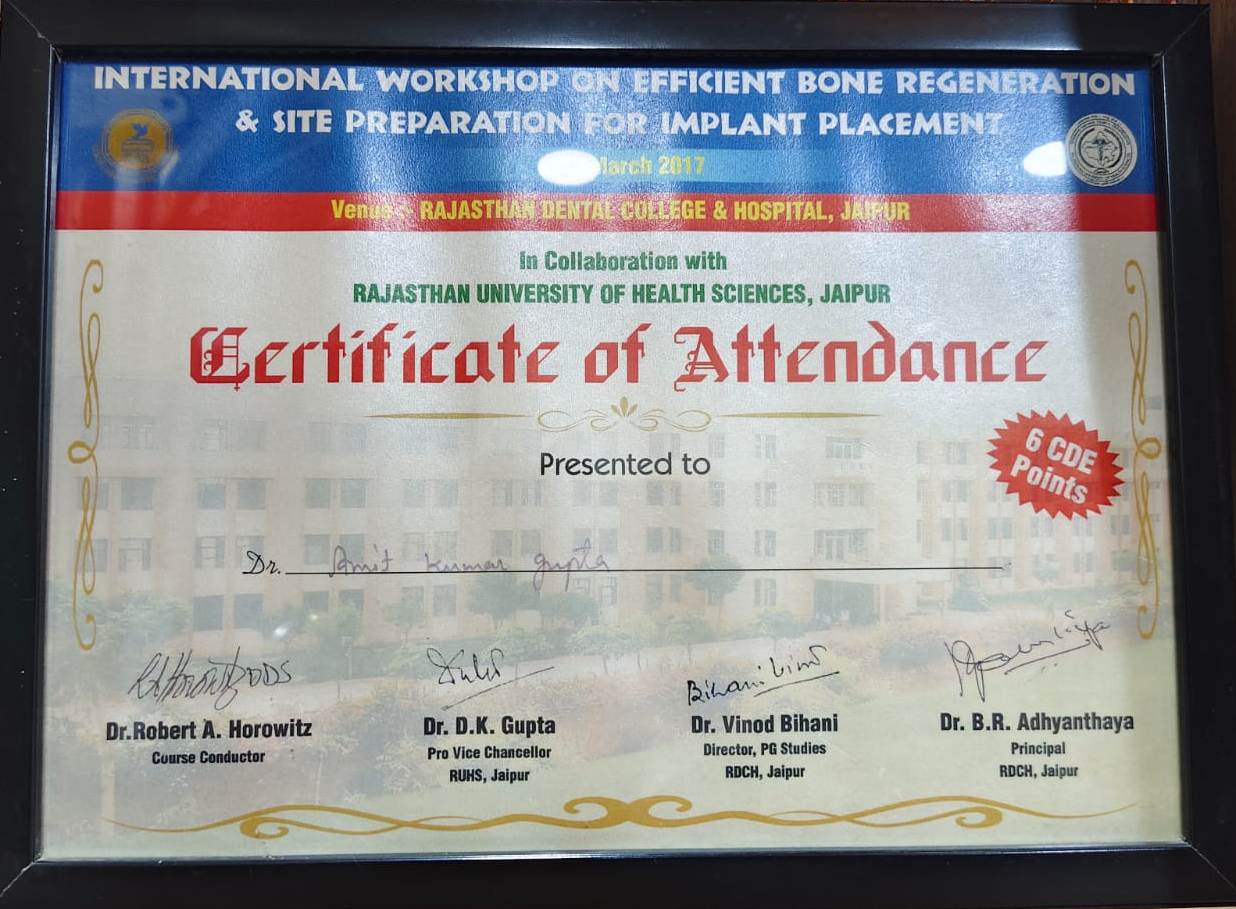 INTERNATIONAL WORKSHOP ON EFFICIENT BONE REGENERATION
& SITE PREPARATION FOR IMPLANT PLACEMENT
March 2017
Venue :- RAJASTHAN DENTAL COLLEGE & HOSPITAL, JAIPUR
In Collaboration with
RAJASTHAN UNIVERSITY OF HEALTH SCIENCES, JAIPUR
Certificate of Attendance
6 CDE
Points
Presented to
Dr. Amit Kumar Gupta
Dr.Robert A. Horowitz
Course Conductor
Dr. D.K. Gupta
Pro Vice Chancellor
RUHS, Jaipur
Bihani Vinod
Dr. Vinod Bihani
Director, PG Studies
RDCH, Jaipur
Dr. B.R. Adhyanthaya
Principal
RDCH, Jaipur